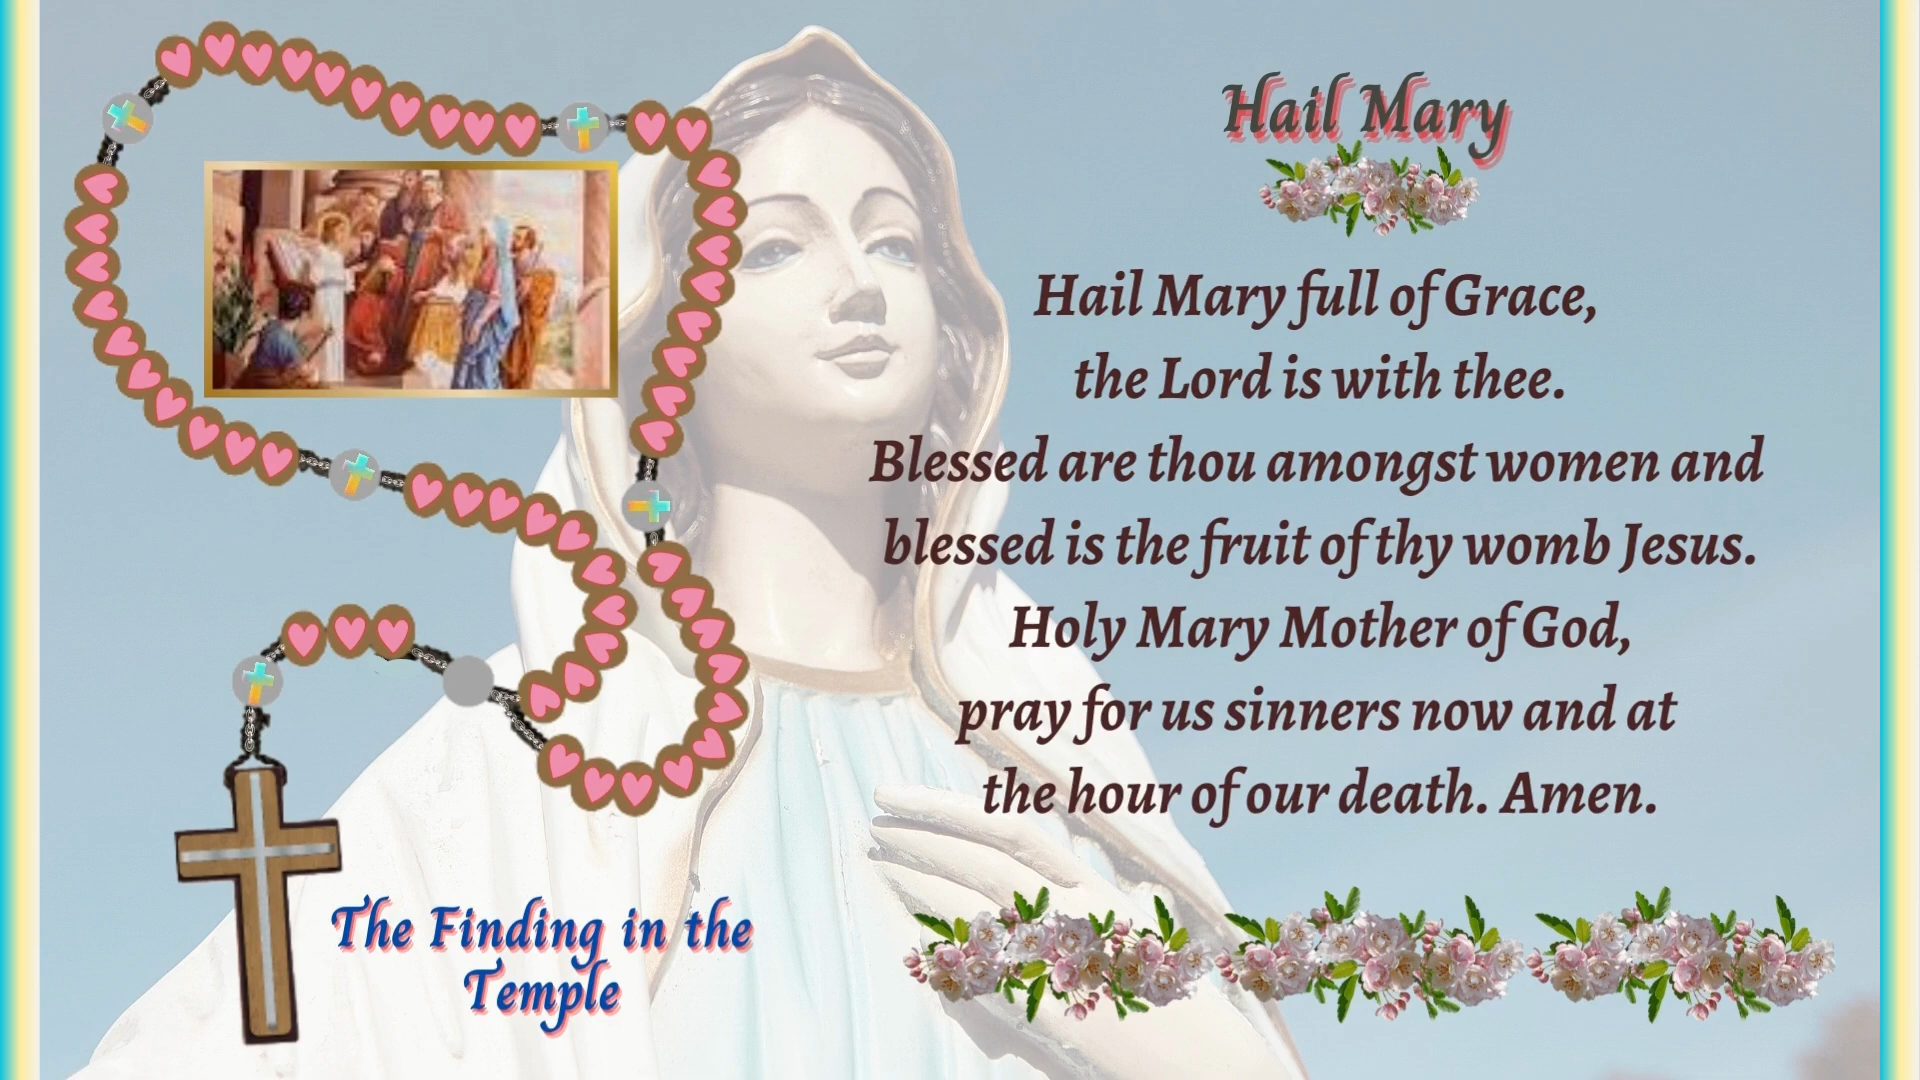 Hail Mary
Hail Mary full of Grace,
the Lord is with thee.
Blessed are thou amongst women and
blessed is the fruit of thy womb Jesus.
Holy Mary Mother of God,
pray for us sinners now and at
the hour of our death. Amen.
The Finding in the
Temple